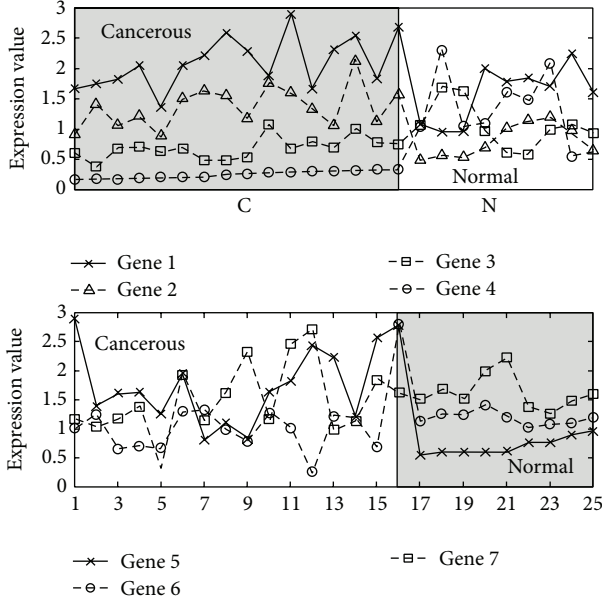 Expression value
3
2.5
2
1.5
1
0.5
0
Cancerous
Normal
C N
Gene 1 Gene 3
Gene 2 Gene 4
Expression value
3
2.5
2
1.5
1
0.5
0
Cancerous
Normal
1 3 5 7 9 11 13 15 17 19 21 23 25
Gene 5 Gene 7
Gene 6